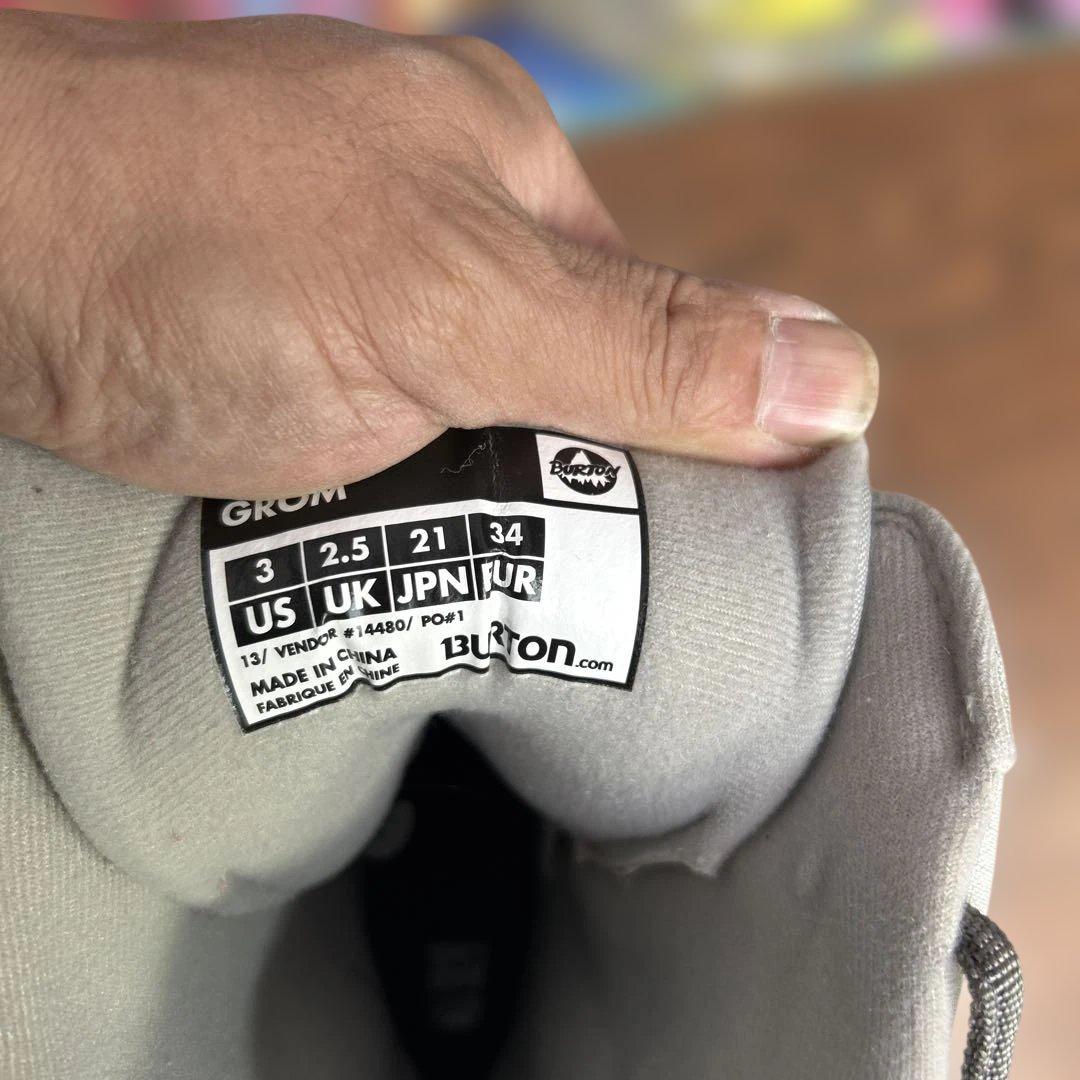 GROM
BURTON
3 2.5 21 34
US UK JPN EUR
13/ VENDOR #14480/ PO#1
MADE IN CHINA
FABRIQUE EN CHINE
BURTON.com